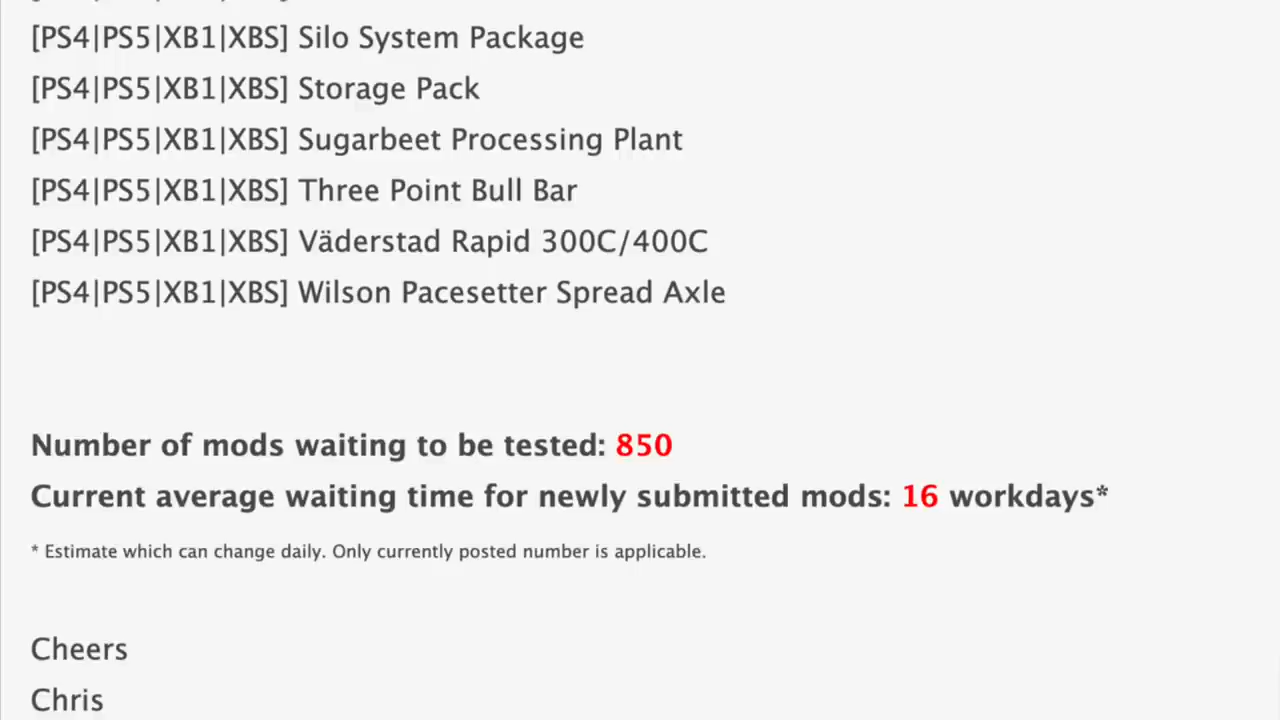 [PS4|PS5|XB1|XBS] Silo System Package
[PS4|PS5|XB1|XBS] Storage Pack
[PS4|PS5|XB1|XBS] Sugarbeet Processing Plant
[PS4|PS5|XB1|XBS] Three Point Bull Bar
[PS4|PS5|XB1|XBS] Väderstad Rapid 300C/400C
[PS4|PS5|XB1|XBS] Wilson Pacesetter Spread Axle
Number of mods waiting to be tested: 850
Current average waiting time for newly submitted mods: 16 workdays*
* Estimate which can change daily. Only currently posted number is applicable.
Cheers
Chris